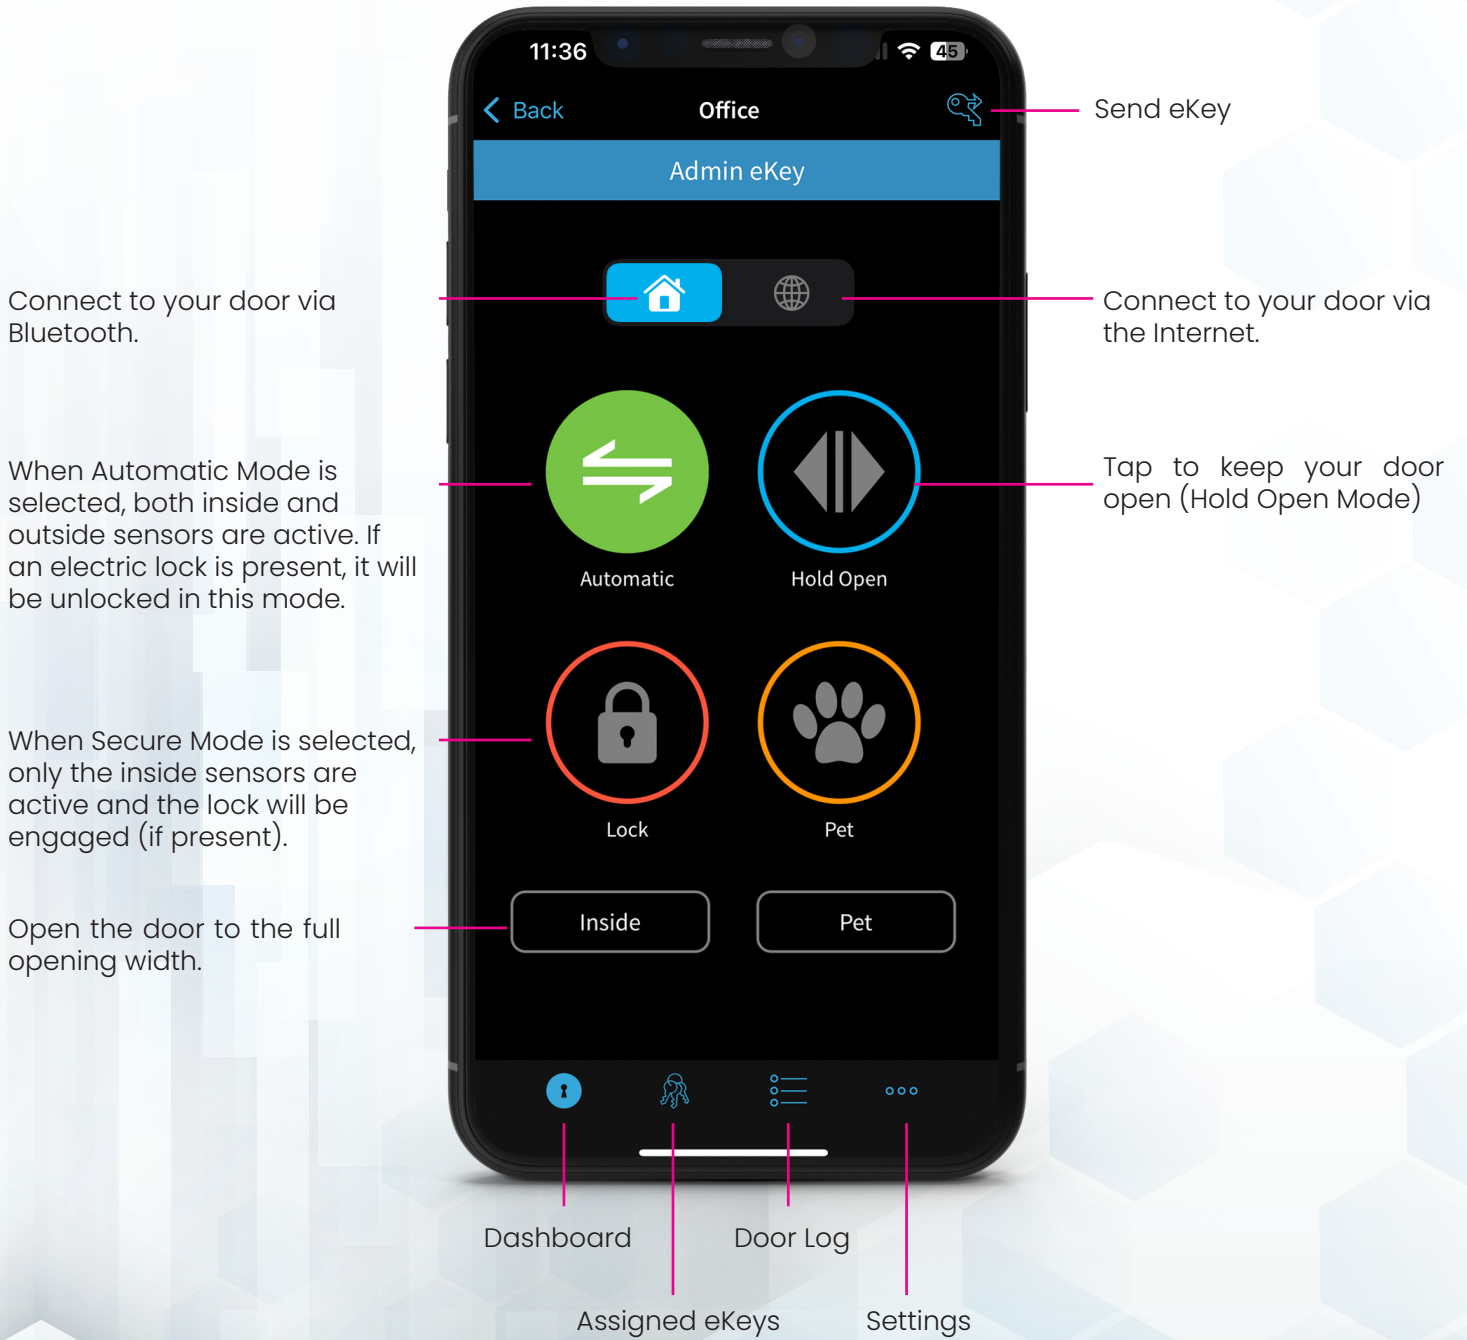 11:36
45
Back
Office
Send eKey
Admin eKey
Connect to your door via
Bluetooth.
Connect to your door via
the Internet.
When Automatic Mode is
selected, both inside and
outside sensors are active. If
an electric lock is present, it will
be unlocked in this mode.
Tap to keep your door
open (Hold Open Mode)
Automatic
Hold Open
When Secure Mode is selected,
only the inside sensors are
active and the lock will be
engaged (if present).
Lock
Pet
Open the door to the full
opening width.
Inside
Pet
Dashboard
Door Log
Assigned eKeys
Settings